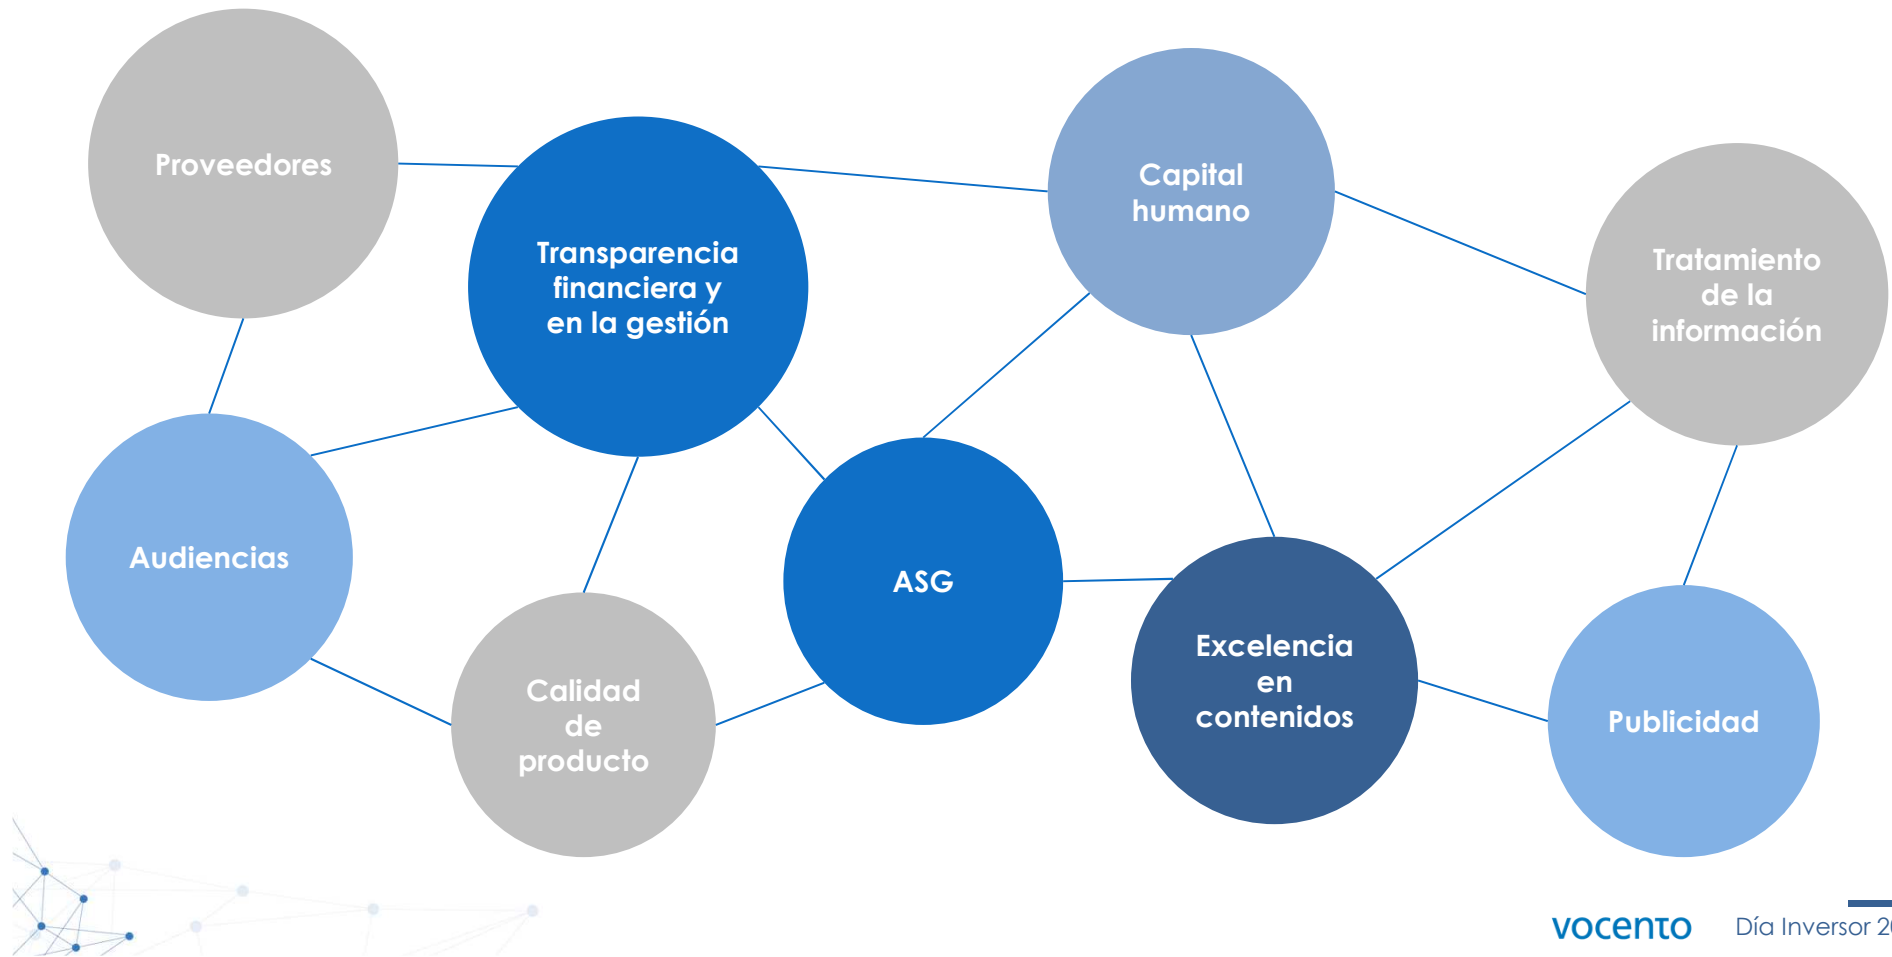 Proveedores
Transparencia
financiera y
en la gestión
Capital
humano
Tratamiento
de la
información
Audiencias
ASG
Calidad
de
producto
Excelencia
en
contenidos
Publicidad
vocento
Día Inversor